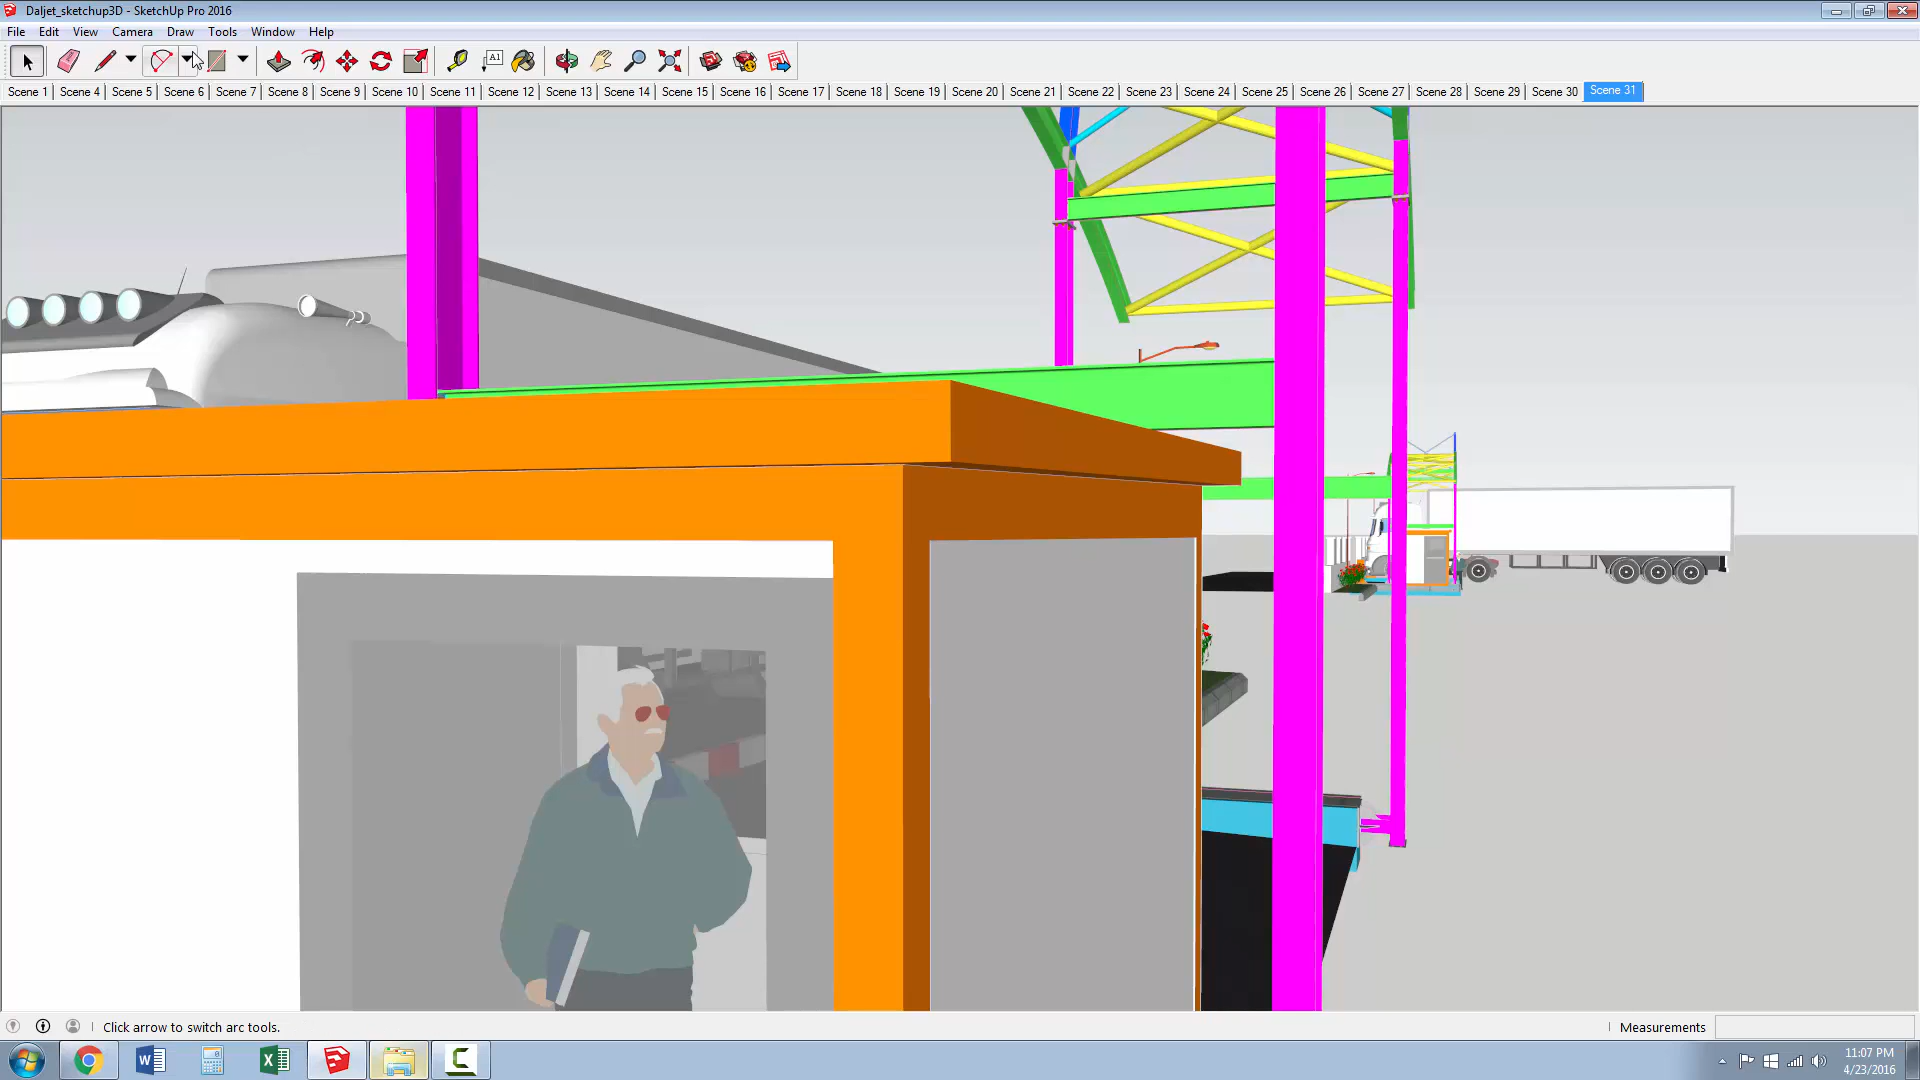 Daljet_sketchup3D - SketchUp Pro 2016
File Edit View Camera Draw Tools Window Help
A1
Scene 1 Scene 4 Scene 5 Scene 6 Scene 7 Scene 8 Scene 9 Scene 10 Scene 11 Scene 12 Scene 13 Scene 14 Scene 15 Scene 16 Scene 17 Scene 18 Scene 19 Scene 20 Scene 21 Scene 22 Scene 23 Scene 24 Scene 25 Scene 26 Scene 27 Scene 28 Scene 29 Scene 30 Scene 31
Click arrow to switch arc tools.
Measurements
11:07 PM
4/23/2016